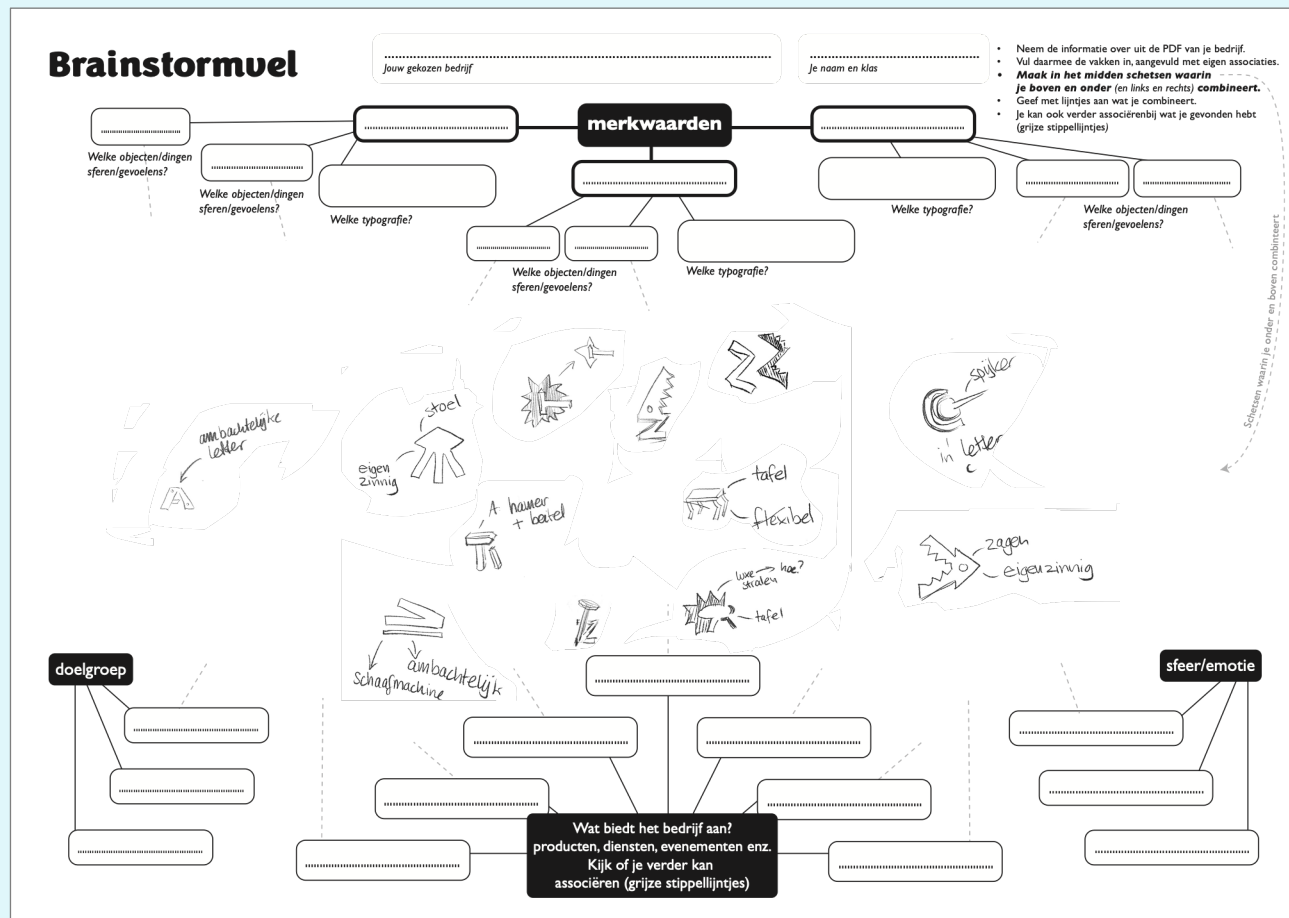 Brainstormvel
Jouw gekozen bedrijf
Je naam en klas
• Neem de informatie over uit de PDF van je bedrijf.
• Vul daarmee de vakken in, aangevuld met eigen associaties.
• Maak in het midden schetsen waarin
je boven en onder (en links en rechts) combineert.
• Geef met lijntjes aan wat je combineert.
• Je kan ook verder associërenbij wat je gevonden hebt
(grijze stippellijntjes)
merkwaarden
Welke objecten/dingen
sferen/gevoelens?
Welke objecten/dingen
sferen/gevoelens?
Welke typografie?
Welke objecten/dingen
sferen/gevoelens?
Welke typografie?
Welke typografie?
Welke objecten/dingen
sferen/gevoelens?
Schetsen waarin je onder en boven combinteert
ambachtelijke
letter
A
stoel
eigen
zinnig
A hamer
+ beitel
tafel
flexibel
spijker
in letter
zagen
eigenzinnig
luxe → hoe?
stralen
tafel
schaafmachine
ambachtelijk
doelgroep
sfeer/emotie
Wat biedt het bedrijf aan?
producten, diensten, evenementen enz.
Kijk of je verder kan
associëren (grijze stippellijntjes)